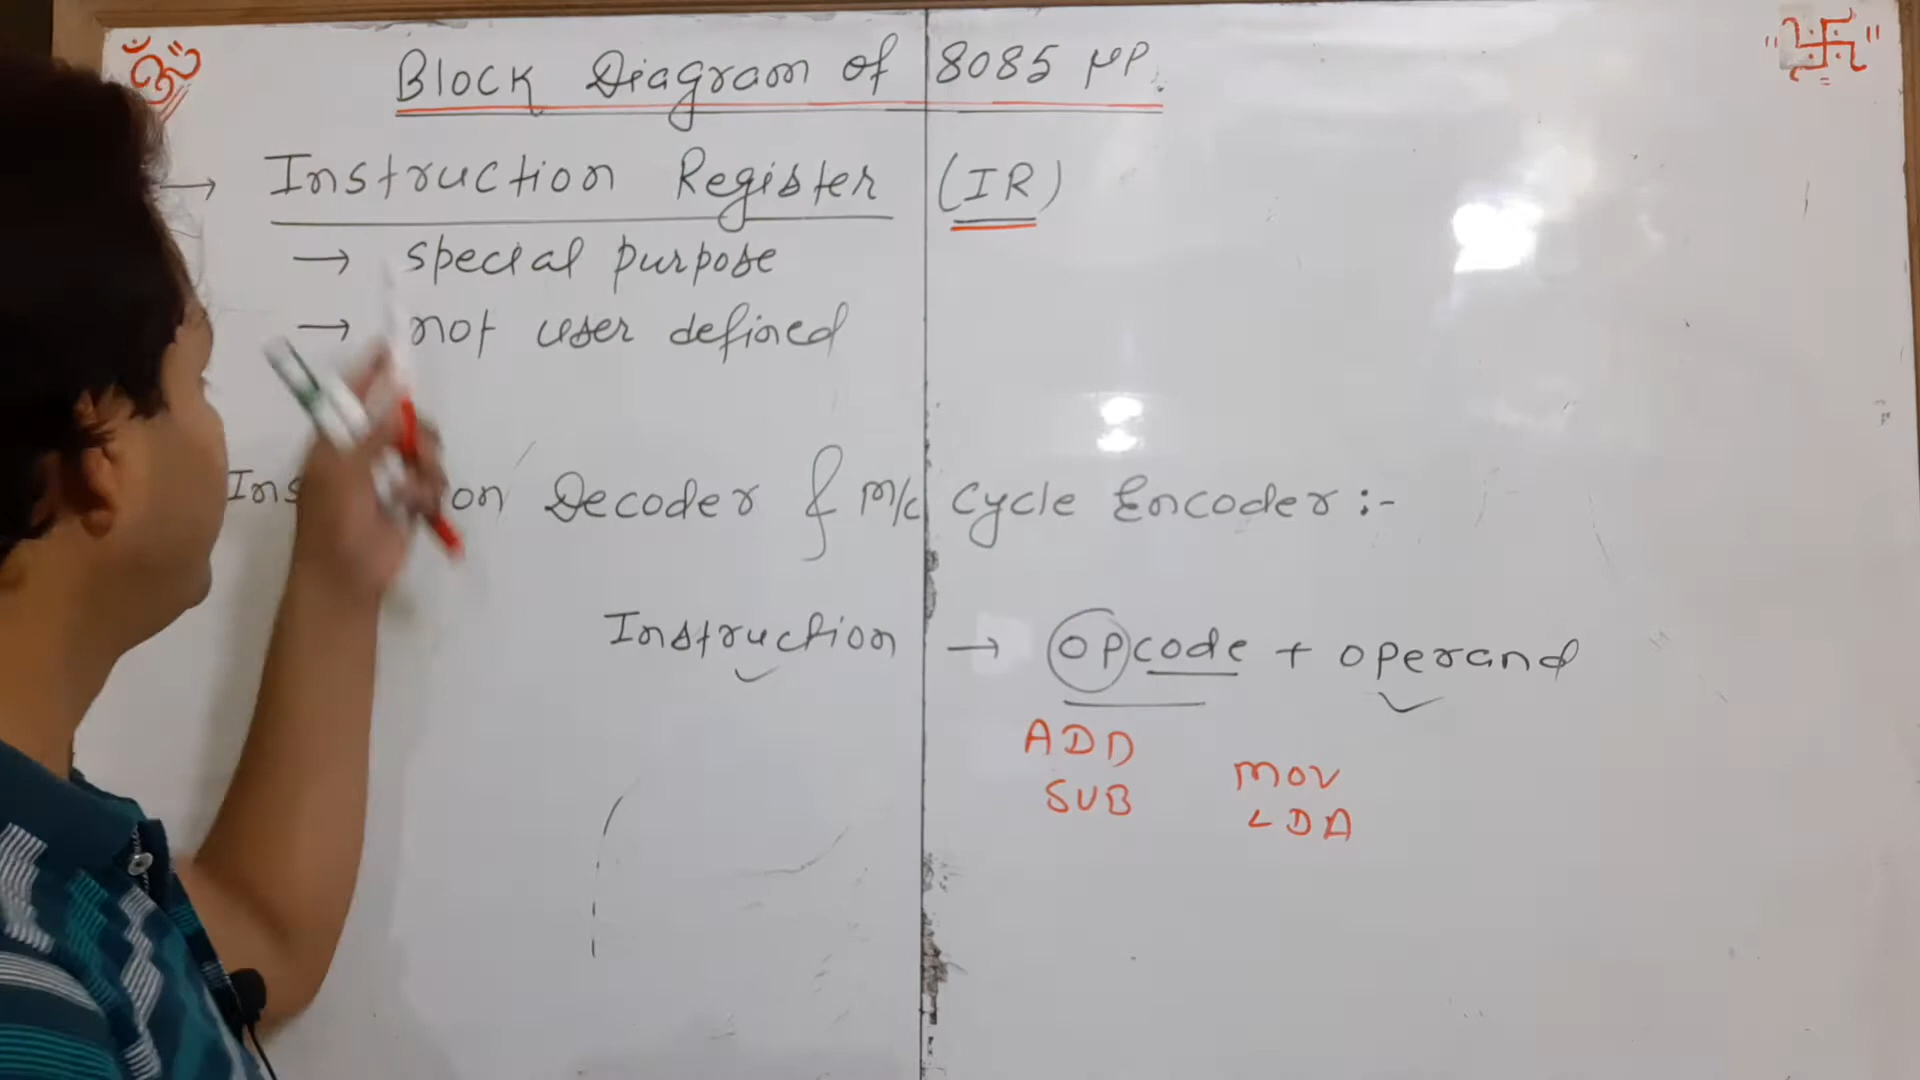 ॐ
Block Diagram of 8085 μP.
→ Instruction Register (IR)
→ special purpose
→ not user defined
Decoder & M/c Cycle Encoder :-
Instruction → opcode + operand
ADD
SUB
MOV
LDA